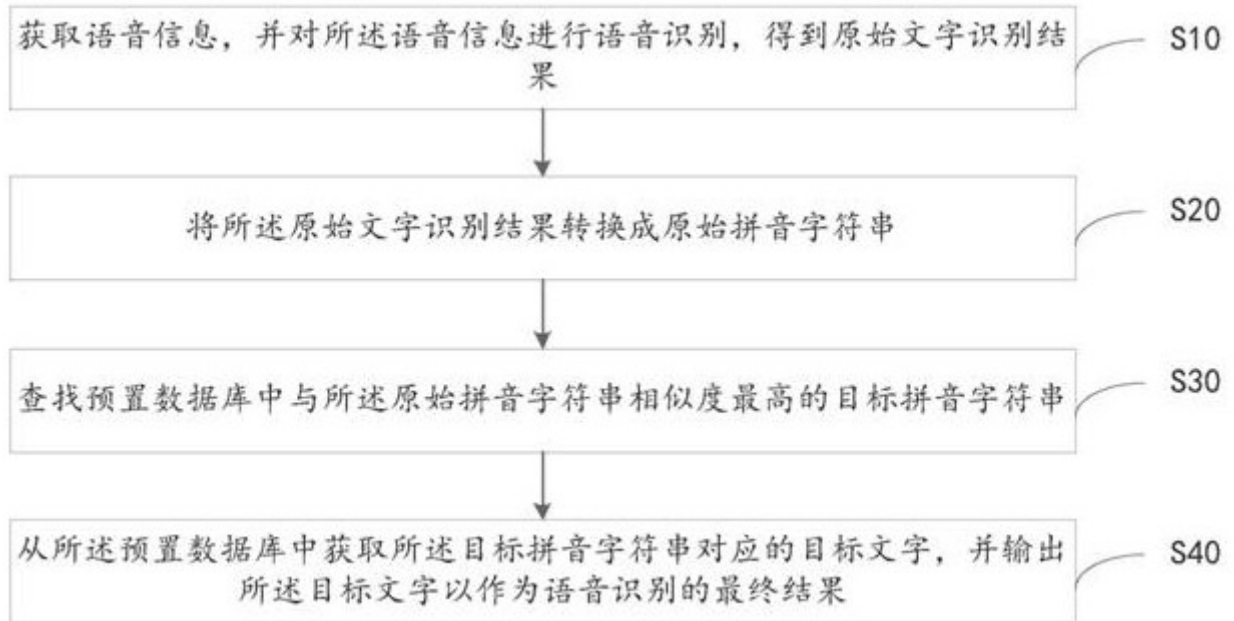 获取语音信息，并对所述语音信息进行语音识别，得到原始文字识别结
果
S10
将所述原始文字识别结果转换成原始拼音字符串
S20
查找预置数据库中与所述原始拼音字符串相似度最高的目标拼音字符串
S30
从所述预置数据库中获取所述目标拼音字符串对应的目标文字，并输出
所述目标文字以作为语音识别的最终结果
S40